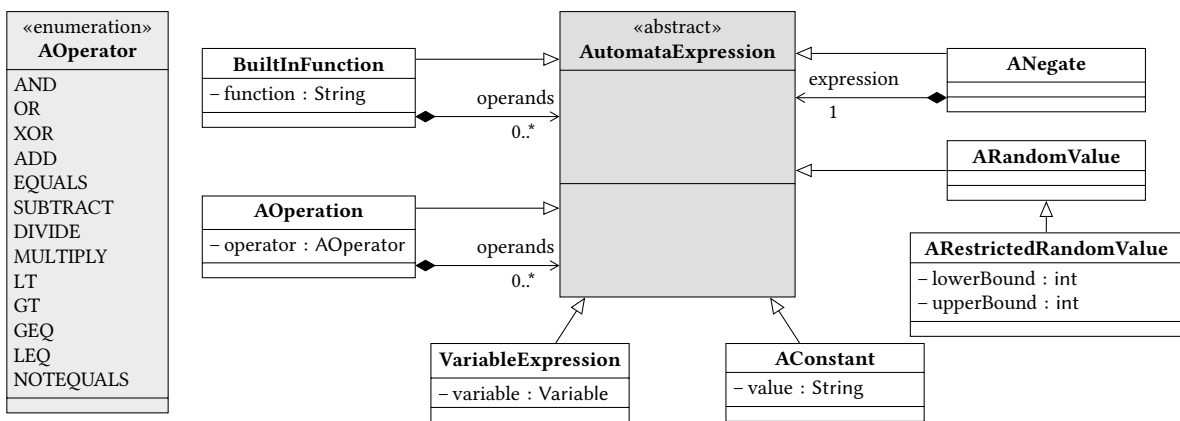 «enumeration»
AOperator
AND
OR
XOR
ADD
EQUALS
SUBTRACT
DIVIDE
MULTIPLY
LT
GT
GEQ
LEQ
NOTEQUALS
BuiltInFunction
– function : String
operands
0..*
AOperation
– operator : AOperator
operands
0..*
«abstract»
AutomataExpression
ANegate
expression
1
ARandomValue
ARestrictedRandomValue
– lowerBound : int
– upperBound : int
VariableExpression
– variable : Variable
AConstant
– value : String